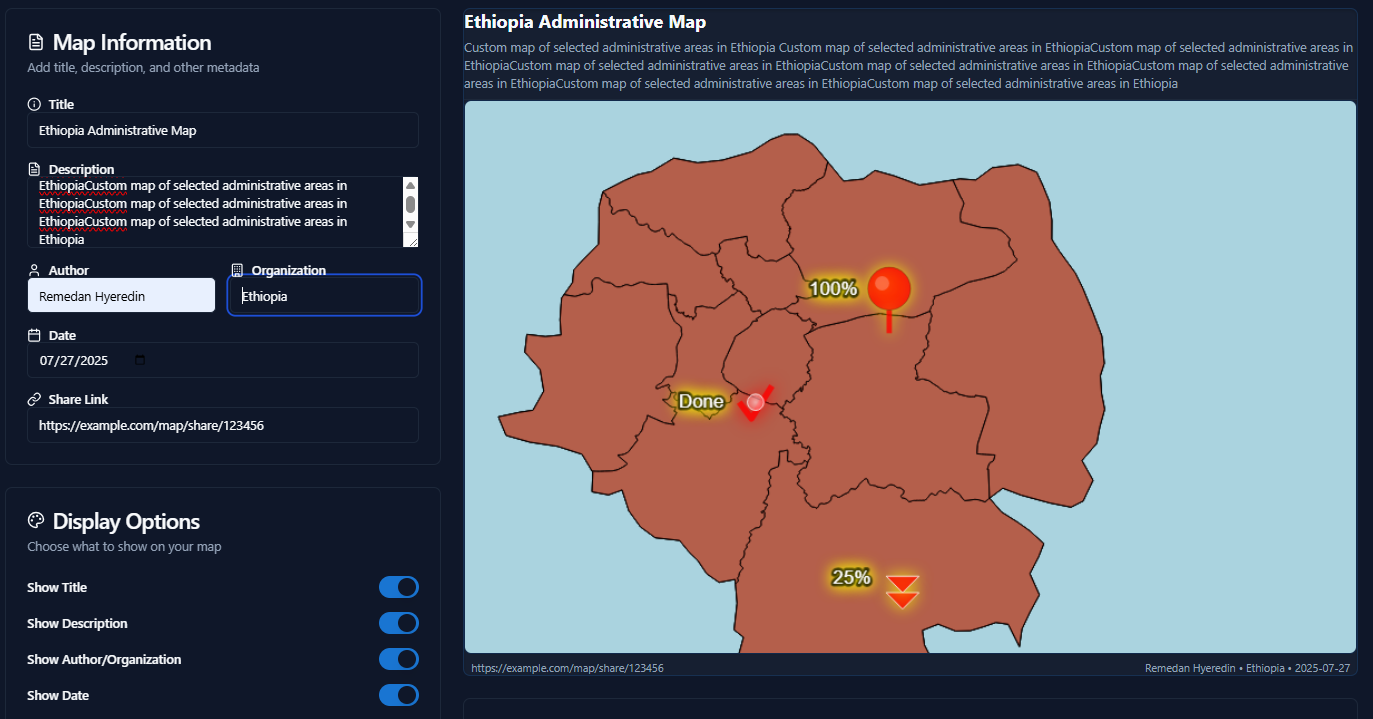 Map Information
Add title, description, and other metadata
Title
Ethiopia Administrative Map
Description
EthiopiaCustom map of selected administrative areas in
EthiopiaCustom map of selected administrative areas in
EthiopiaCustom map of selected administrative areas in
Ethiopia
Author
Organization
Remedan Hyeredin
Ethiopia
Date
07/27/2025
Share Link
https://example.com/map/share/123456
Display Options
Choose what to show on your map
Show Title
Show Description
Show Author/Organization
Show Date
Ethiopia Administrative Map
Custom map of selected administrative areas in Ethiopia Custom map of selected administrative areas in EthiopiaCustom map of selected administrative areas in
EthiopiaCustom map of selected administrative areas in EthiopiaCustom map of selected administrative areas in EthiopiaCustom map of selected administrative
areas in EthiopiaCustom map of selected administrative areas in EthiopiaCustom map of selected administrative areas in Ethiopia
100%
Done
25%
https://example.com/map/share/123456
Remedan Hyeredin • Ethiopia • 2025-07-27